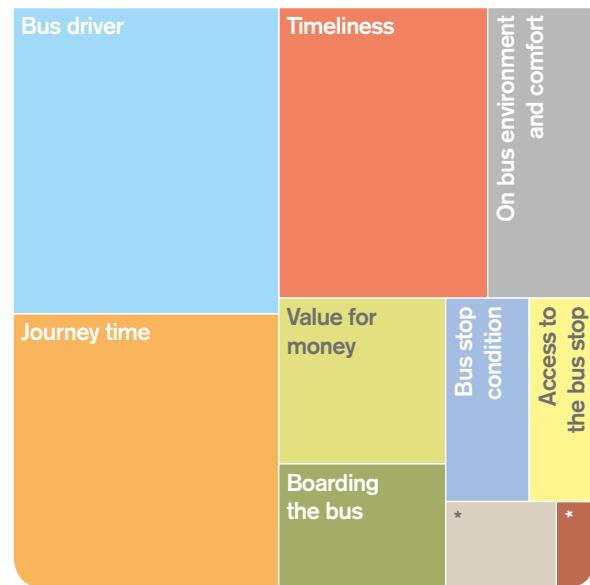 Bus driver
Timeliness
On bus environment
and comfort
Journey time
Value for
money
Bus stop
condition
Access to
the bus stop
Boarding
the bus
*
*